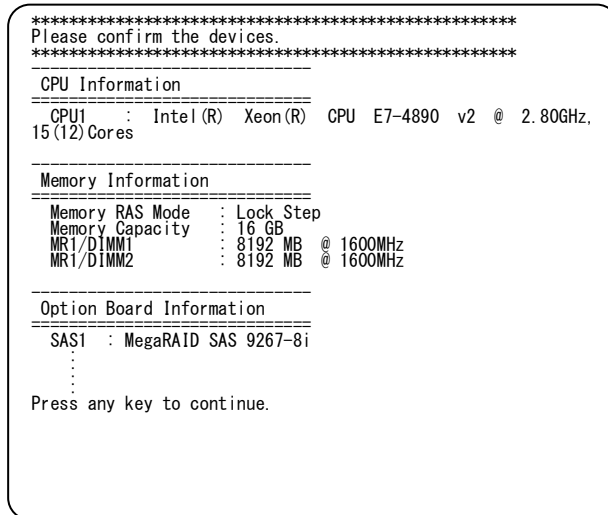 ****************************************************
Please confirm the devices.
****************************************************
------------------------------
CPU Information
==============================
CPU1 : Intel(R) Xeon(R) CPU E7-4890 v2 @ 2.80GHz,
15(12)Cores
------------------------------
Memory Information
==============================
Memory RAS Mode : Lock Step
Memory Capacity : 16 GB
MR1/DIMM1 : 8192 MB @ 1600MHz
MR1/DIMM2 : 8192 MB @ 1600MHz
------------------------------
Option Board Information
==============================
SAS1 : MegaRAID SAS 9267-8i
:
:
Press any key to continue.